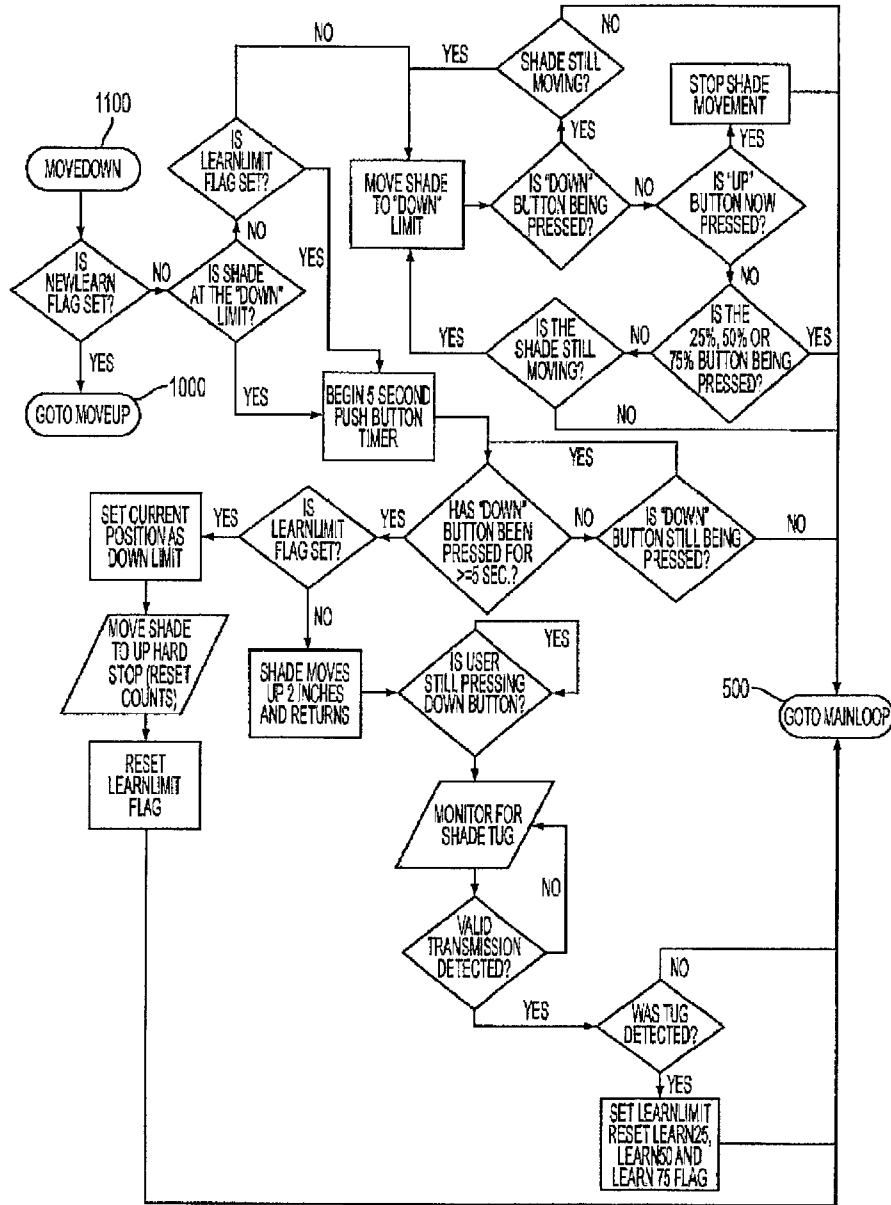 NO
NO
YES
SHADE STILL
MOVING?
STOP SHADE
MOVEMENT
1100
MOVEDOWN
IS
LEARNLIMIT
FLAG SET?
YES
YES
MOVE SHADE
TO "DOWN"
LIMIT
IS "DOWN"
BUTTON BEING
PRESSED?
NO
IS "UP"
BUTTON NOW
PRESSED?
NO
YES
NO
IS
NEWLEARN
FLAG SET?
NO
IS SHADE
AT THE "DOWN"
LIMIT?
YES
IS THE
SHADE STILL
MOVING?
NO
IS THE
25%, 50% OR
75% BUTTON BEING
PRESSED?
YES
YES
1000
GOTO MOVEUP
YES
BEGIN 5 SECOND
PUSH BUTTON
TIMER
NO
YES
SET CURRENT
POSITION AS
DOWN LIMIT
YES
IS
LEARNLIMIT
FLAG SET?
YES
HAS "DOWN"
BUTTON BEEN
PRESSED FOR
>=5 SEC.?
NO
IS "DOWN"
BUTTON STILL BEING
PRESSED?
NO
NO
MOVE SHADE
TO UP HARD
STOP (RESET
COUNTS)
SHADE MOVES
UP 2 INCHES
AND RETURNS
IS USER
STILL PRESSING
DOWN BUTTON?
YES
500
GOTO MAINLOOP
RESET
LEARNLIMIT
FLAG
MONITOR FOR
SHADE TUG
NO
VALID
TRANSMISSION
DETECTED?
YES
NO
WAS TUG
DETECTED?
YES
SET LEARNLIMIT
RESET LEARN25,
LEARN50 AND
LEARN 75 FLAG